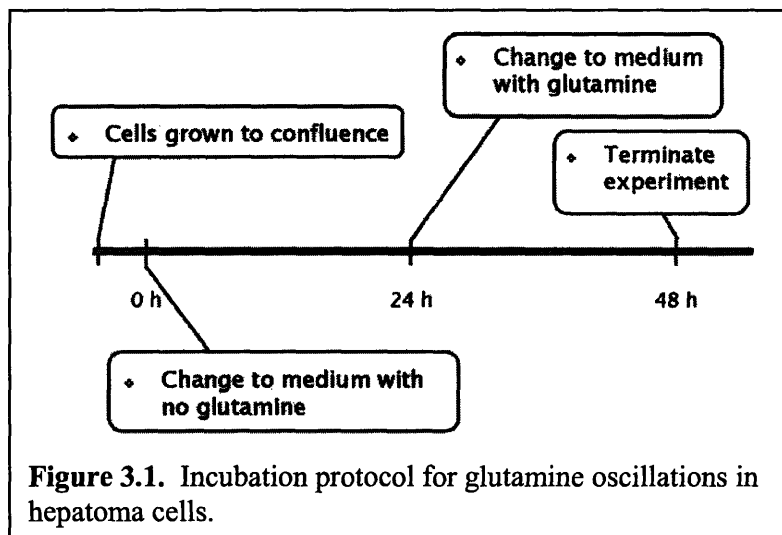 Change to medium
with glutamine
Cells grown to confluence
Terminate
experiment
0 h
24 h
48 h
Change to medium with
no glutamine
Figure 3.1. Incubation protocol for glutamine oscillations in
hepatoma cells.